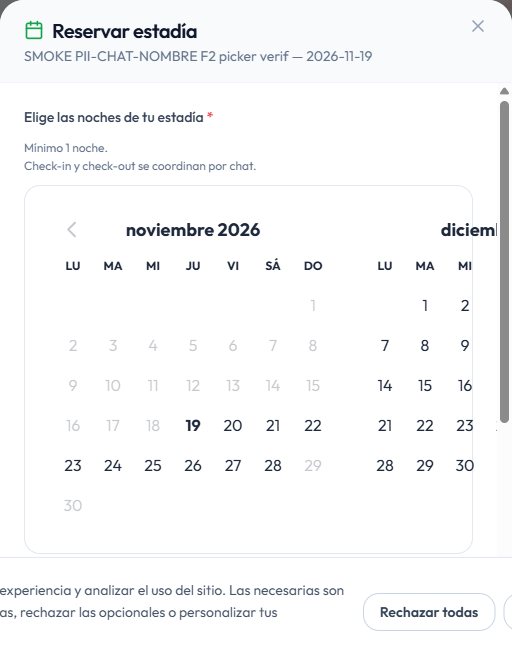 Reservar estadía
SMOKE PII-CHAT-NOMBRE F2 picker verif — 2026-11-19
Elige las noches de tu estadía *
Mínimo 1 noche.
Check-in y check-out se coordinan por chat.
noviembre 2026
LU MA MI JU VI SÁ DO
1
2 3 4 5 6 7 8
9 10 11 12 13 14 15
16 17 18 19 20 21 22
23 24 25 26 27 28 29
30
diciem
LU MA MI
1 2
7 8 9
14 15 16
21 22 23
28 29 30
experiencia y analizar el uso del sitio. Las necesarias son
as, rechazar las opcionales o personalizar tus
Rechazar todas